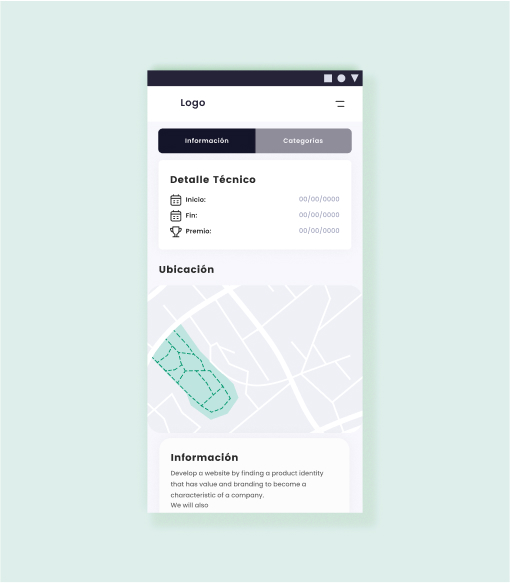 Logo
Información
Categorías
Detalle Técnico
Inicio:
00/00/0000
Fin:
00/00/0000
Premio:
00/00/0000
Ubicación
Información
Develop a website by finding a product identity
that has value and branding to become a
characteristic of a company.
We will also